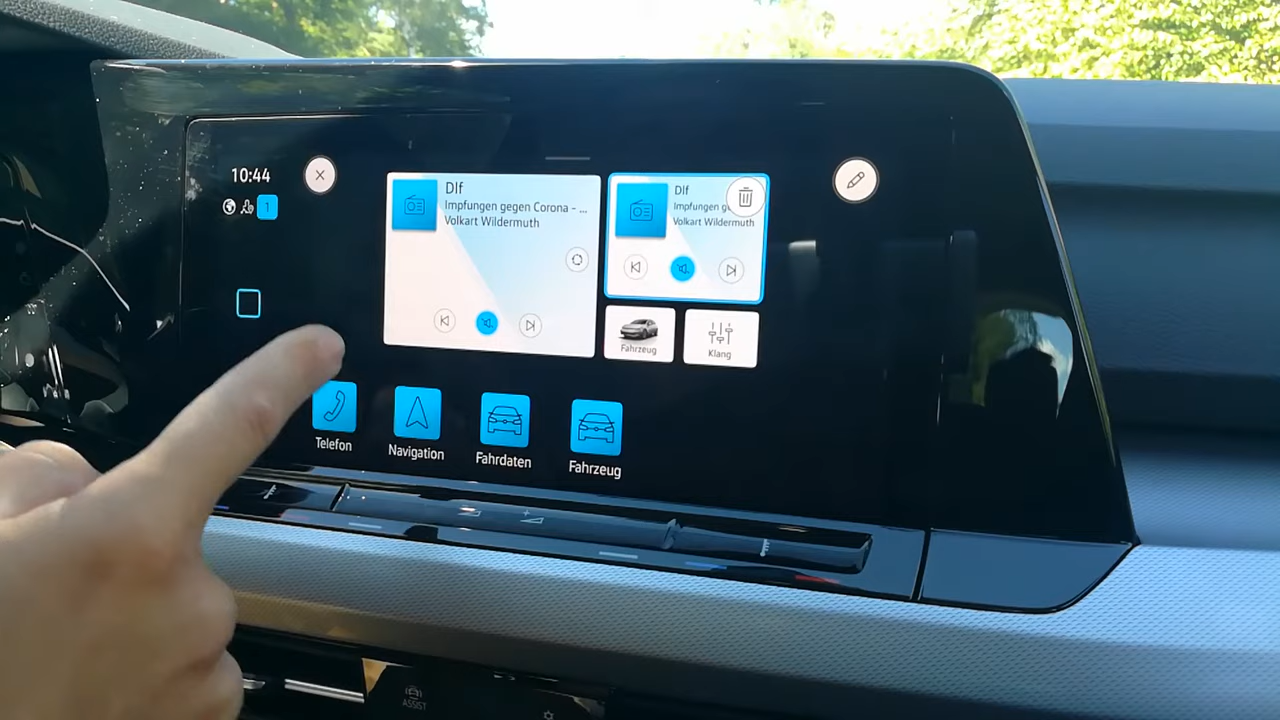 10:44
1
Dlf
Impfungen gegen Corona - ...
Volkart Wildermuth
Dlf
Impfungen g
Volkart Wildermuth
Fahrzeug
Klang
Telefon
Navigation
Fahrdaten
Fahrzeug
ASSIST